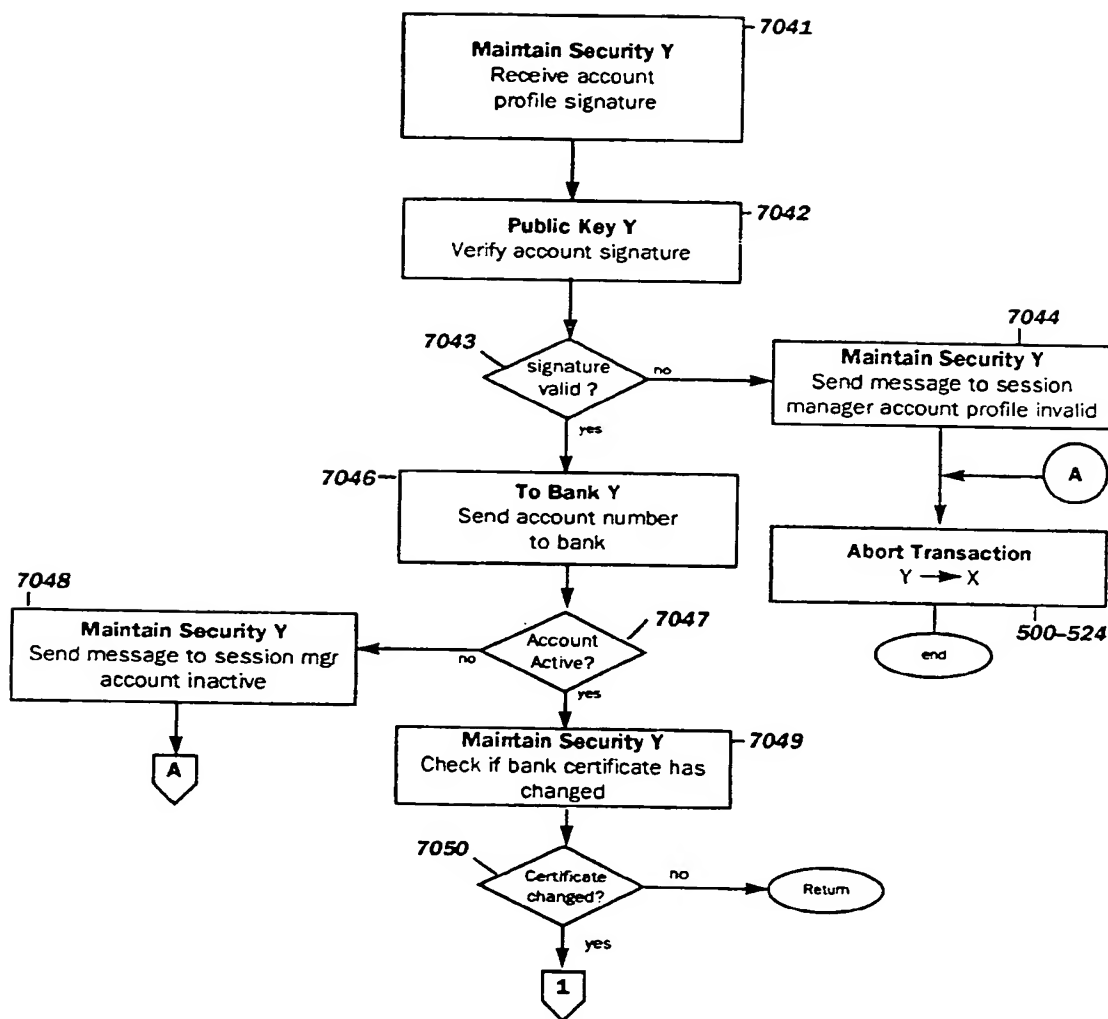 7041
Maintain Security Y
Receive account
profile signature
7042
Public Key Y
Verify account signature
7043
signature
valid ?
no
yes
7044
Maintain Security Y
Send message to session
manager account profile invalid
A
Abort Transaction
Y → X
500-524
end
7046
To Bank Y
Send account number
to bank
7047
Account
Active?
no
yes
7048
Maintain Security Y
Send message to session mgr
account inactive
A
7049
Maintain Security Y
Check if bank certificate has
changed
7050
Certificate
changed?
no
Return
yes
1